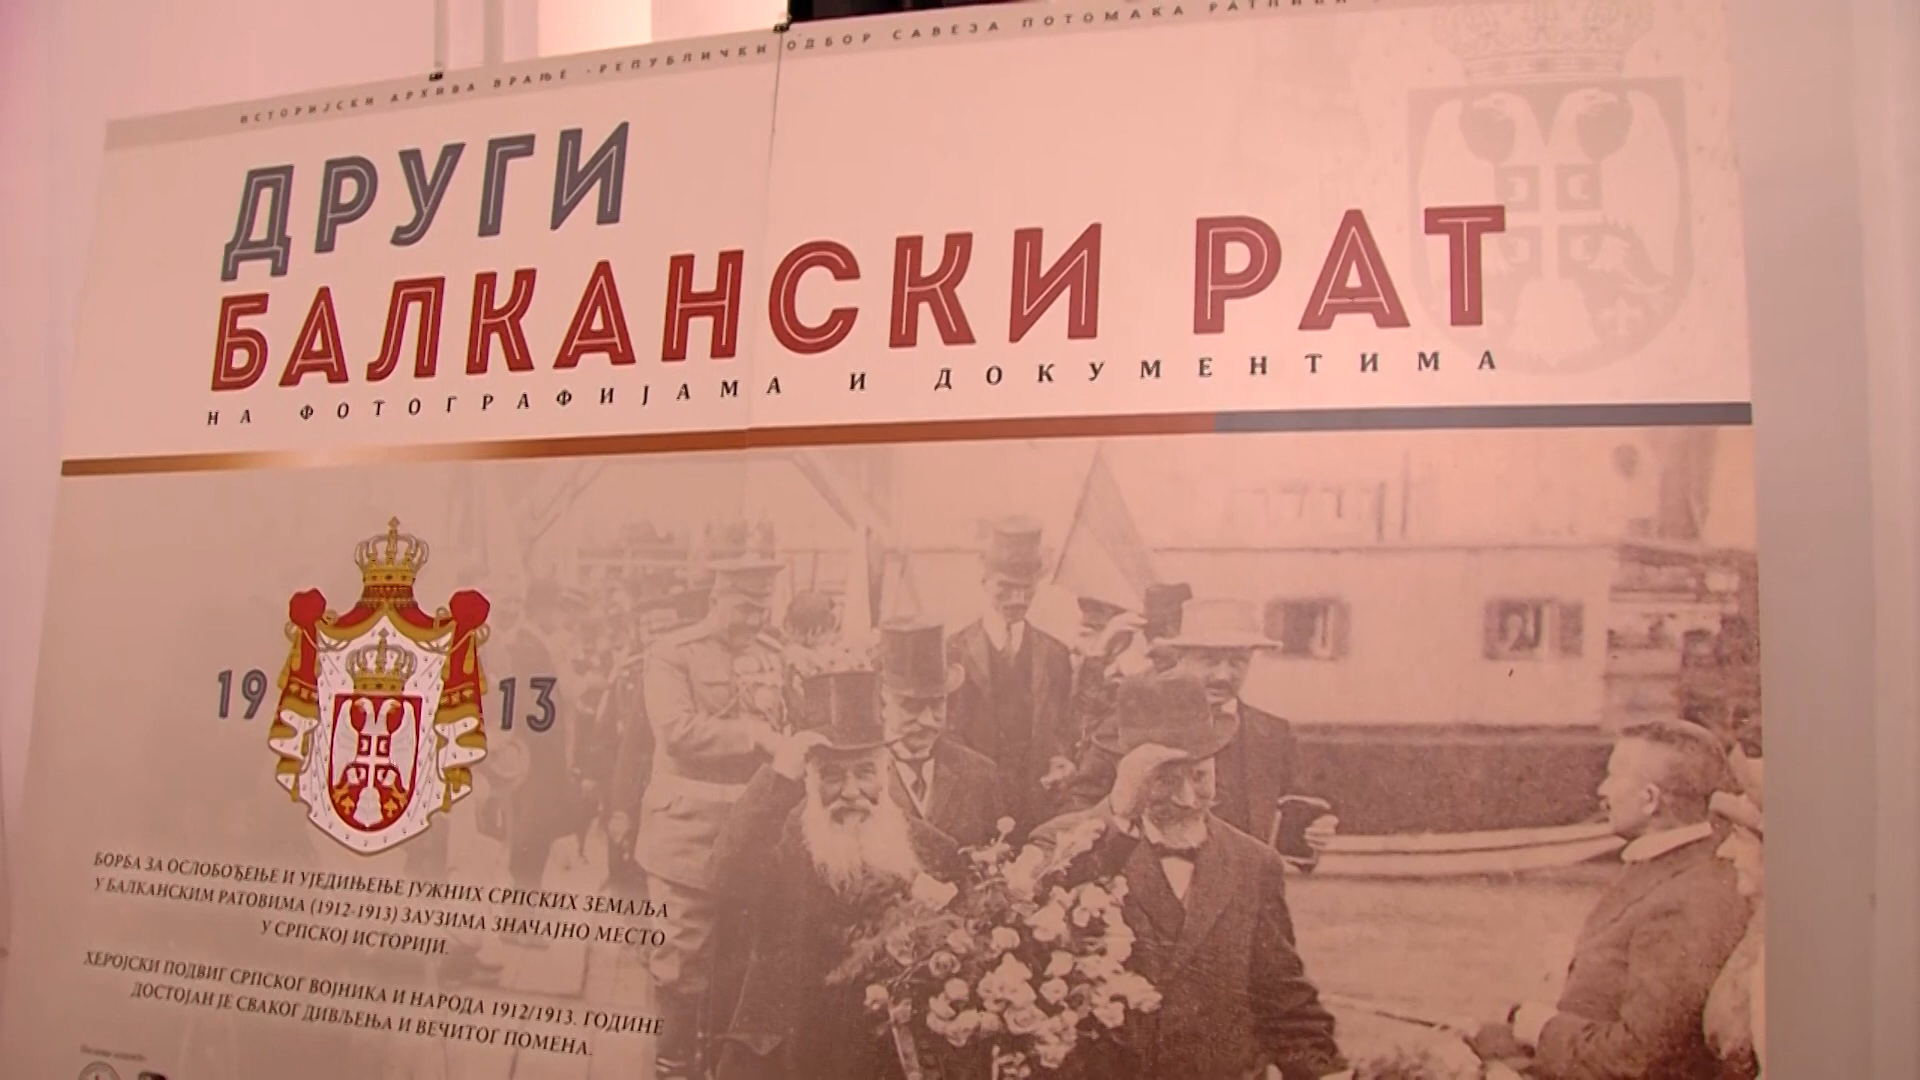 ИСТОРИЈСКИ АРХИВА ВРАЊЕ - РЕПУБЛИЧКИ ОДБОР САВЕЗА ПОТОМАКА
ДРУГИ
БАЛКАНСКИ РАТ
НА ФОТОГРАФИЈАМА И ДОКУМЕНТИМА
19 13
БОРБА ЗА ОСЛОБОЂЕЊЕ И УЈЕДИЊЕЊЕ ЈУЖНИХ СРПСКИХ ЗЕМАЉА
У БАЛКАНСКИМ РАТОВИМА (1912-1913) ЗАУЗИМА ЗНАЧАЈНО МЕСТО
У СРПСКОЈ ИСТОРИЈИ.
ХЕРОЈСКИ ПОДВИГ СРПСКОГ ВОЈНИКА И НАРОДА 1912/1913. ГОДИНЕ
ДОСТОЈАН ЈЕ СВАКОГ ДИВЉЕЊА И ВЕЧИТОГ ПОМЕНА.